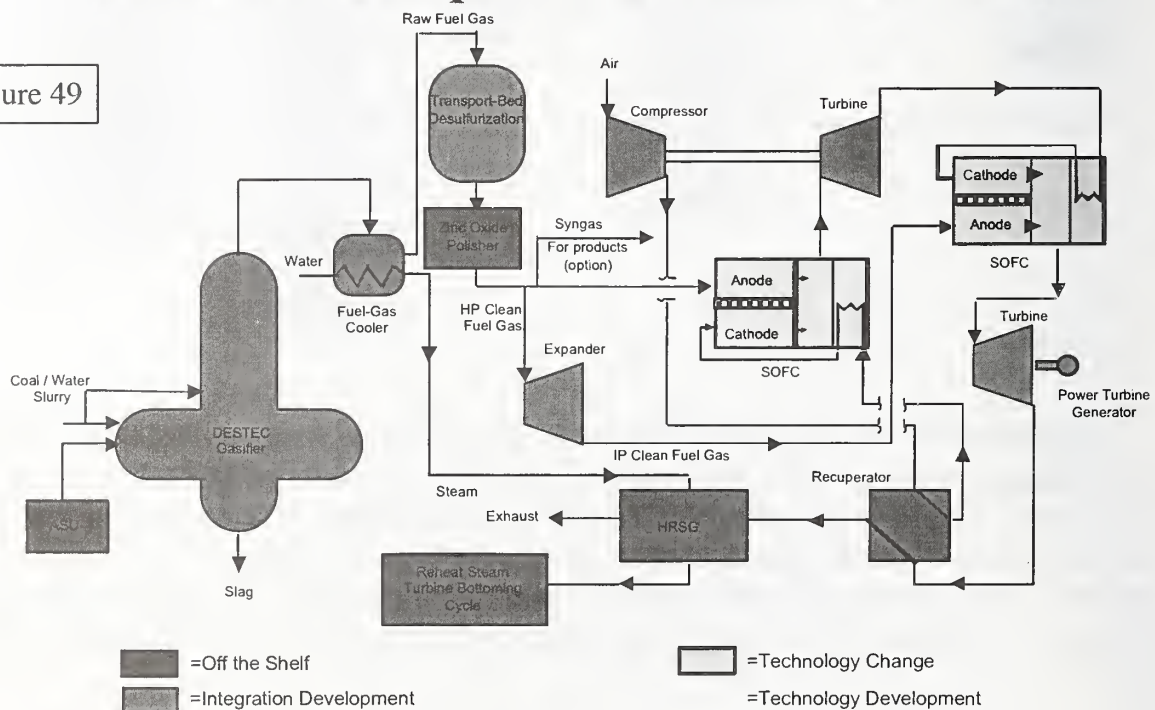 Raw Fuel Gas
ure 49
Transport-Bed
Desulfurization
Air
Compressor
Turbine
Cathode
Anode
SOFC
Zinc Oxide
Polisher
Syngas
For products
(option)
Water
Fuel-Gas
Cooler
HP Clean
Fuel Gas
Anode
Cathode
SOFC
Expander
Turbine
Power Turbine
Generator
Coal / Water
Slurry
DESTEC
Gasifier
IP Clean Fuel Gas
Recuperator
Steam
ASU
Exhaust
HRSG
Slag
Reheat Steam
Turbine Bottoming
Cycle
=Off the Shelf
=Integration Development
=Technology Change
=Technology Development